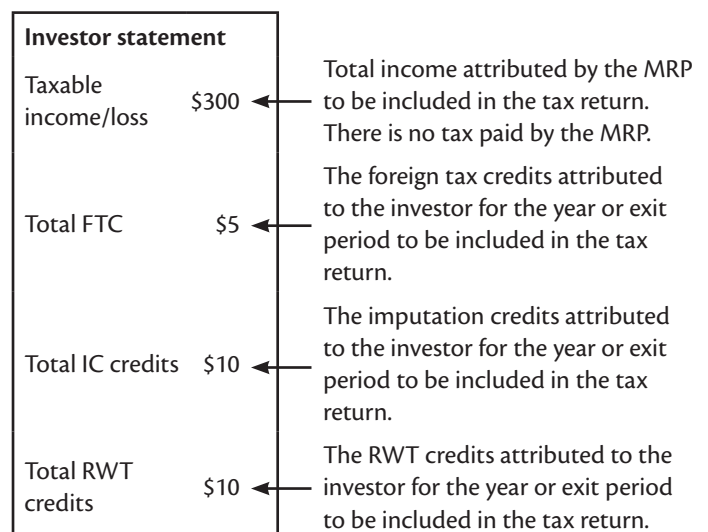 Investor statement
Taxable
income/loss $300
Total income attributed by the MRP
to be included in the tax return.
There is no tax paid by the MRP.
Total FTC $5
The foreign tax credits attributed
to the investor for the year or exit
period to be included in the tax
return.
Total IC credits $10
The imputation credits attributed
to the investor for the year or exit
period to be included in the tax
return.
Total RWT
credits $10
The RWT credits attributed to the
investor for the year or exit period
to be included in the tax return.